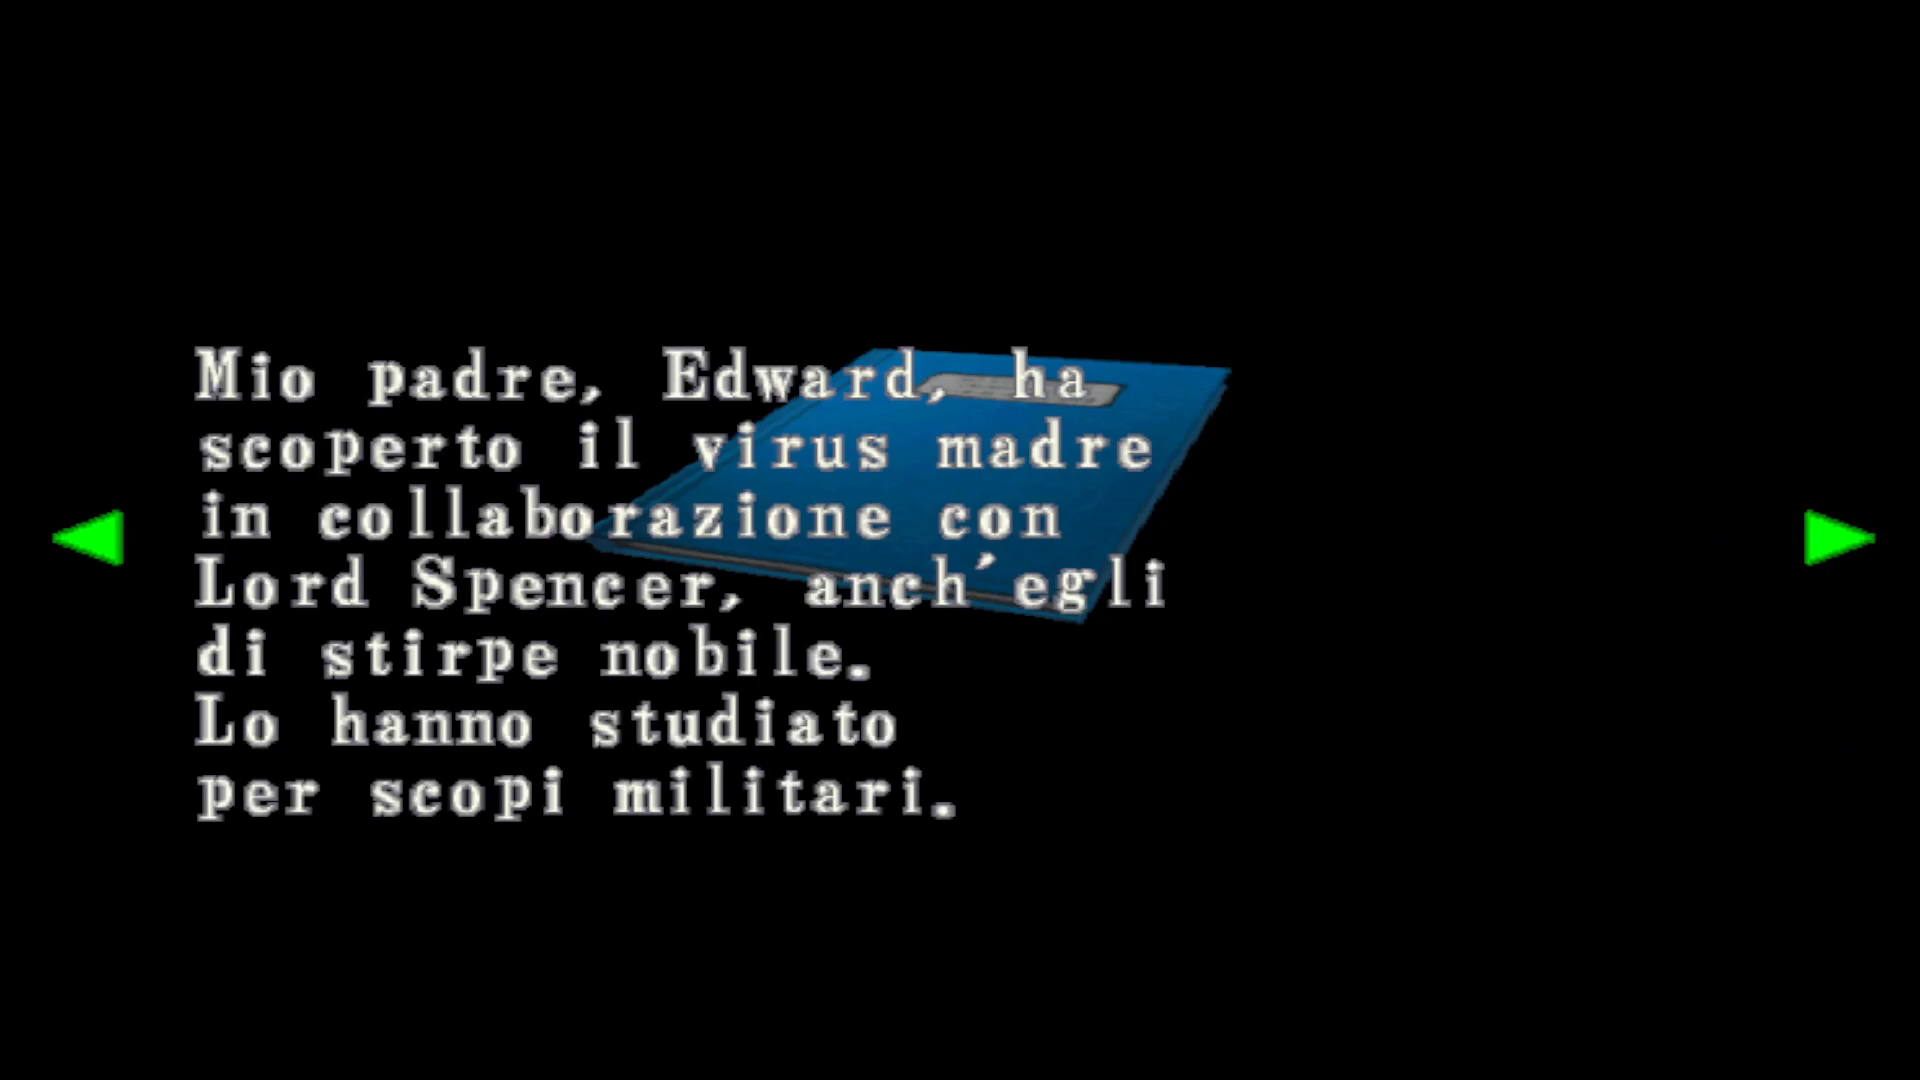 Mio padre, Edward, ha
scoperto il virus madre
in collaborazione con
Lord Spencer, anch'egli
di stirpe nobile.
Lo hanno studiato
per scopi militari.